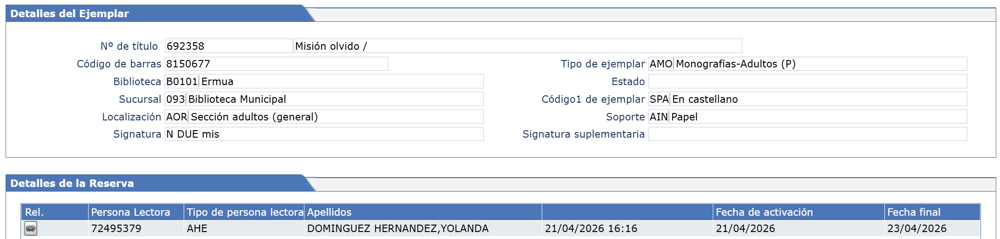 Detalles del Ejemplar
Nº de título 692358 Misión olvido /
Código de barras 8150677 Tipo de ejemplar AMO Monografías-Adultos (P)
Biblioteca B0101 Ermua Estado
Sucursal 093 Biblioteca Municipal Código1 de ejemplar SPA En castellano
Localización AOR Sección adultos (general) Soporte AIN Papel
Signatura N DUE mis Signatura suplementaria
Detalles de la Reserva
Rel. Persona Lectora Tipo de persona lectora Apellidos Fecha de activación Fecha final
72495379 AHE DOMINGUEZ HERNANDEZ,YOLANDA 21/04/2026 16:16 21/04/2026 23/04/2026